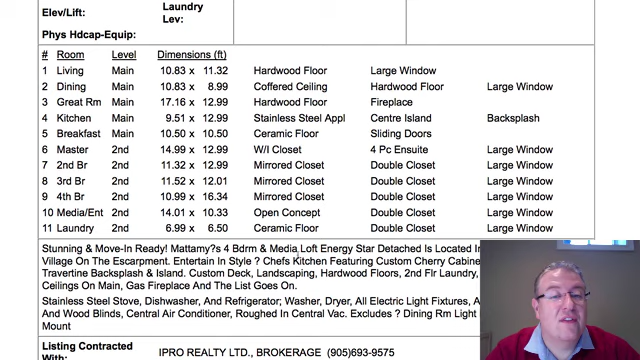 Elev/Lift: Laundry
Lev:
Phys Hdcap-Equip:
# Room Level Dimensions (ft)
1 Living Main 10.83 x 11.32 Hardwood Floor Large Window
2 Dining Main 10.83 x 8.99 Coffered Ceiling Hardwood Floor Large Window
3 Great Rm Main 17.16 x 12.99 Hardwood Floor Fireplace
4 Kitchen Main 9.51 x 12.99 Stainless Steel Appl Centre Island Backsplash
5 Breakfast Main 10.50 x 10.50 Ceramic Floor Sliding Doors
6 Master 2nd 14.99 x 12.99 W/I Closet 4 Pc Ensuite Large Window
7 2nd Br 2nd 11.32 x 12.99 Mirrored Closet Double Closet Large Window
8 3rd Br 2nd 11.52 x 12.01 Mirrored Closet Double Closet Large Window
9 4th Br 2nd 10.99 x 16.34 Mirrored Closet Double Closet Large Window
10 Media/Ent 2nd 14.01 x 10.33 Open Concept Double Closet Large Window
11 Laundry 2nd 6.99 x 6.50 Ceramic Floor Double Closet Large Window
Stunning & Move-In Ready! Mattamy?s 4 Bdrm & Media Loft Energy Star Detached Is Located In
Village On The Escarpment. Entertain In Style ? Chefs Kitchen Featuring Custom Cherry Cabine
Travertine Backsplash & Island. Custom Deck, Landscaping, Hardwood Floors, 2nd Flr Laundry,
Ceilings On Main, Gas Fireplace And The List Goes On.
Stainless Steel Stove, Dishwasher, And Refrigerator; Washer, Dryer, All Electric Light Fixtures, A
And Wood Blinds, Central Air Conditioner, Roughed In Central Vac. Excludes ? Dining Rm Light
Mount
Listing Contracted
With: IPRO REALTY LTD., BROKERAGE (905)693-9575